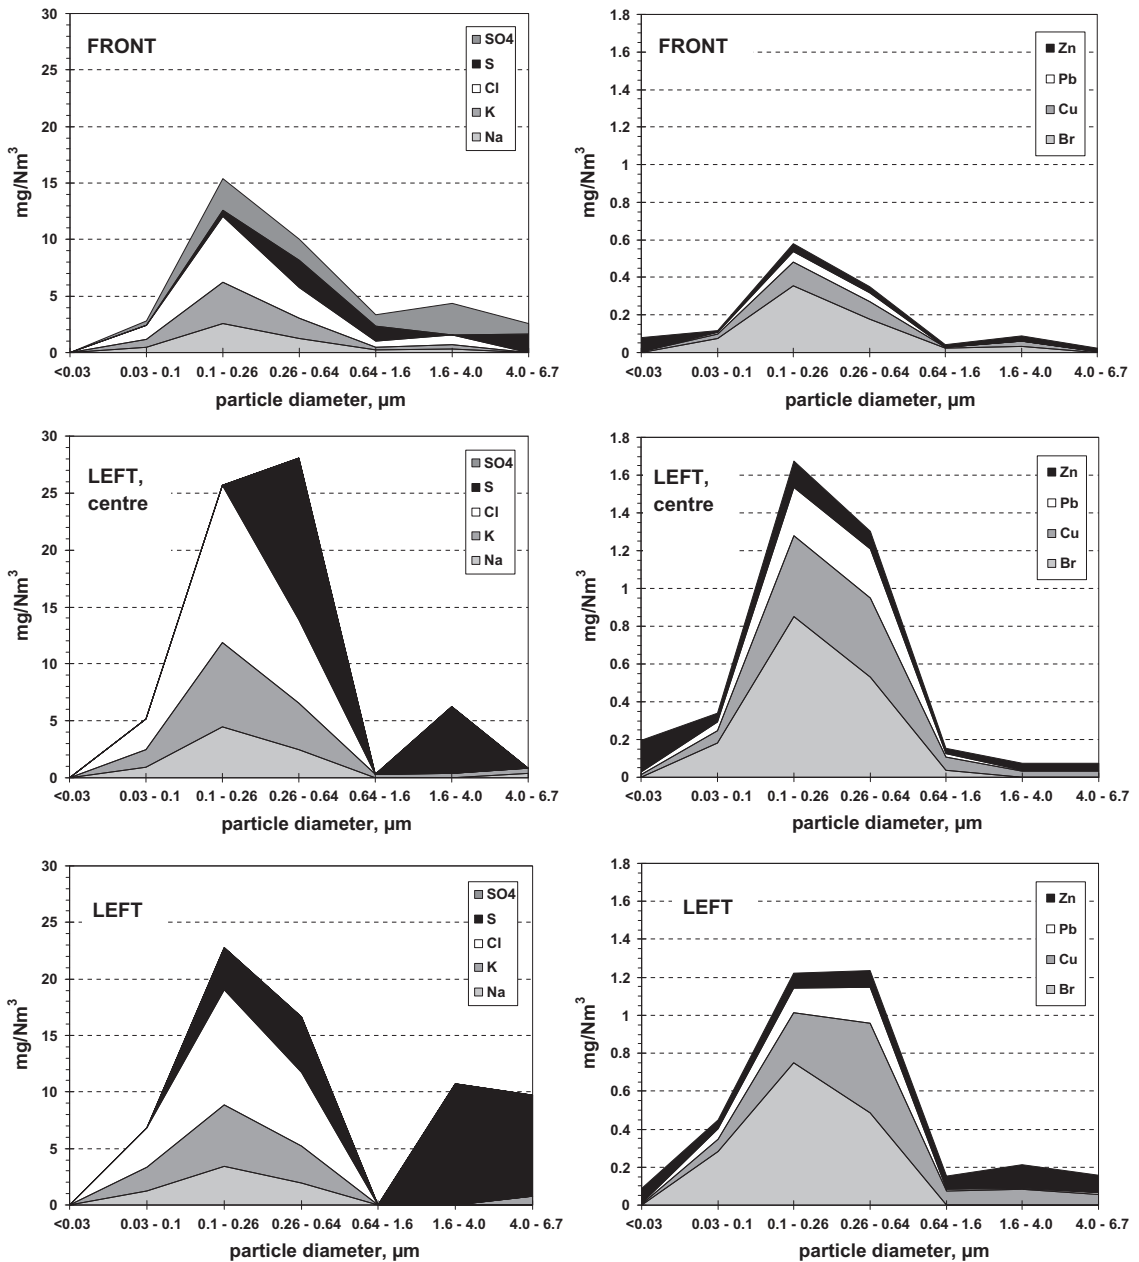 FRONT
30
25
20
15
10
5
0
mg/Nm³
SO4
S
Cl
K
Na
<0.03 0.03 - 0.1 0.1 - 0.26 0.26 - 0.64 0.64 - 1.6 1.6 - 4.0 4.0 - 6.7
particle diameter, µm
FRONT
1.8
1.6
1.4
1.2
1
0.8
0.6
0.4
0.2
0
mg/Nm³
Zn
Pb
Cu
Br
<0.03 0.03 - 0.1 0.1 - 0.26 0.26 - 0.64 0.64 - 1.6 1.6 - 4.0 4.0 - 6.7
particle diameter, µm
LEFT,
centre
30
25
20
15
10
5
0
mg/Nm³
SO4
S
Cl
K
Na
<0.03 0.03 - 0.1 0.1 - 0.26 0.26 - 0.64 0.64 - 1.6 1.6 - 4.0 4.0 - 6.7
particle diameter, µm
LEFT,
centre
1.8
1.6
1.4
1.2
1
0.8
0.6
0.4
0.2
0
mg/Nm³
Zn
Pb
Cu
Br
<0.03 0.03 - 0.1 0.1 - 0.26 0.26 - 0.64 0.64 - 1.6 1.6 - 4.0 4.0 - 6.7
particle diameter, µm
LEFT
30
25
20
15
10
5
0
mg/Nm³
SO4
S
Cl
K
Na
<0.03 0.03 - 0.1 0.1 - 0.26 0.26 - 0.64 0.64 - 1.6 1.6 - 4.0 4.0 - 6.7
particle diameter, µm
LEFT
1.8
1.6
1.4
1.2
1
0.8
0.6
0.4
0.2
0
mg/Nm³
Zn
Pb
Cu
Br
<0.03 0.03 - 0.1 0.1 - 0.26 0.26 - 0.64 0.64 - 1.6 1.6 - 4.0 4.0 - 6.7
particle diameter, µm